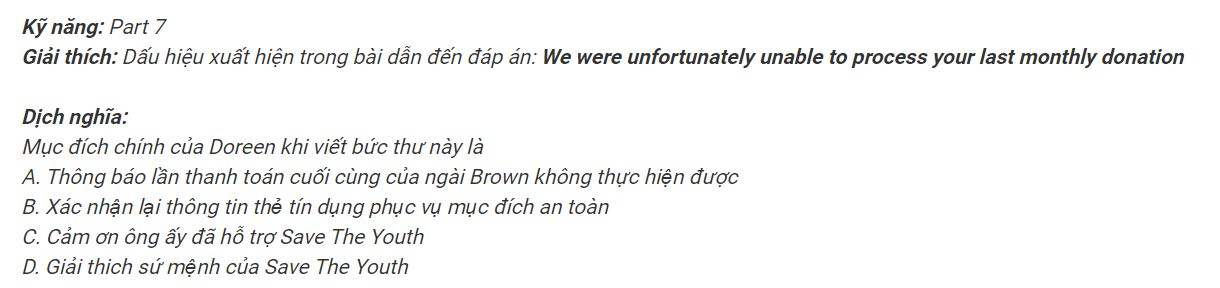 Kỹ năng: Part 7
Giải thích: Dấu hiệu xuất hiện trong bài dẫn đến đáp án: We were unfortunately unable to process your last monthly donation
Dịch nghĩa:
Mục đích chính của Doreen khi viết bức thư này là
A. Thông báo lần thanh toán cuối cùng của ngài Brown không thực hiện được
B. Xác nhận lại thông tin thẻ tín dụng phục vụ mục đích an toàn
C. Cảm ơn ông ấy đã hỗ trợ Save The Youth
D. Giải thich sứ mệnh của Save The Youth